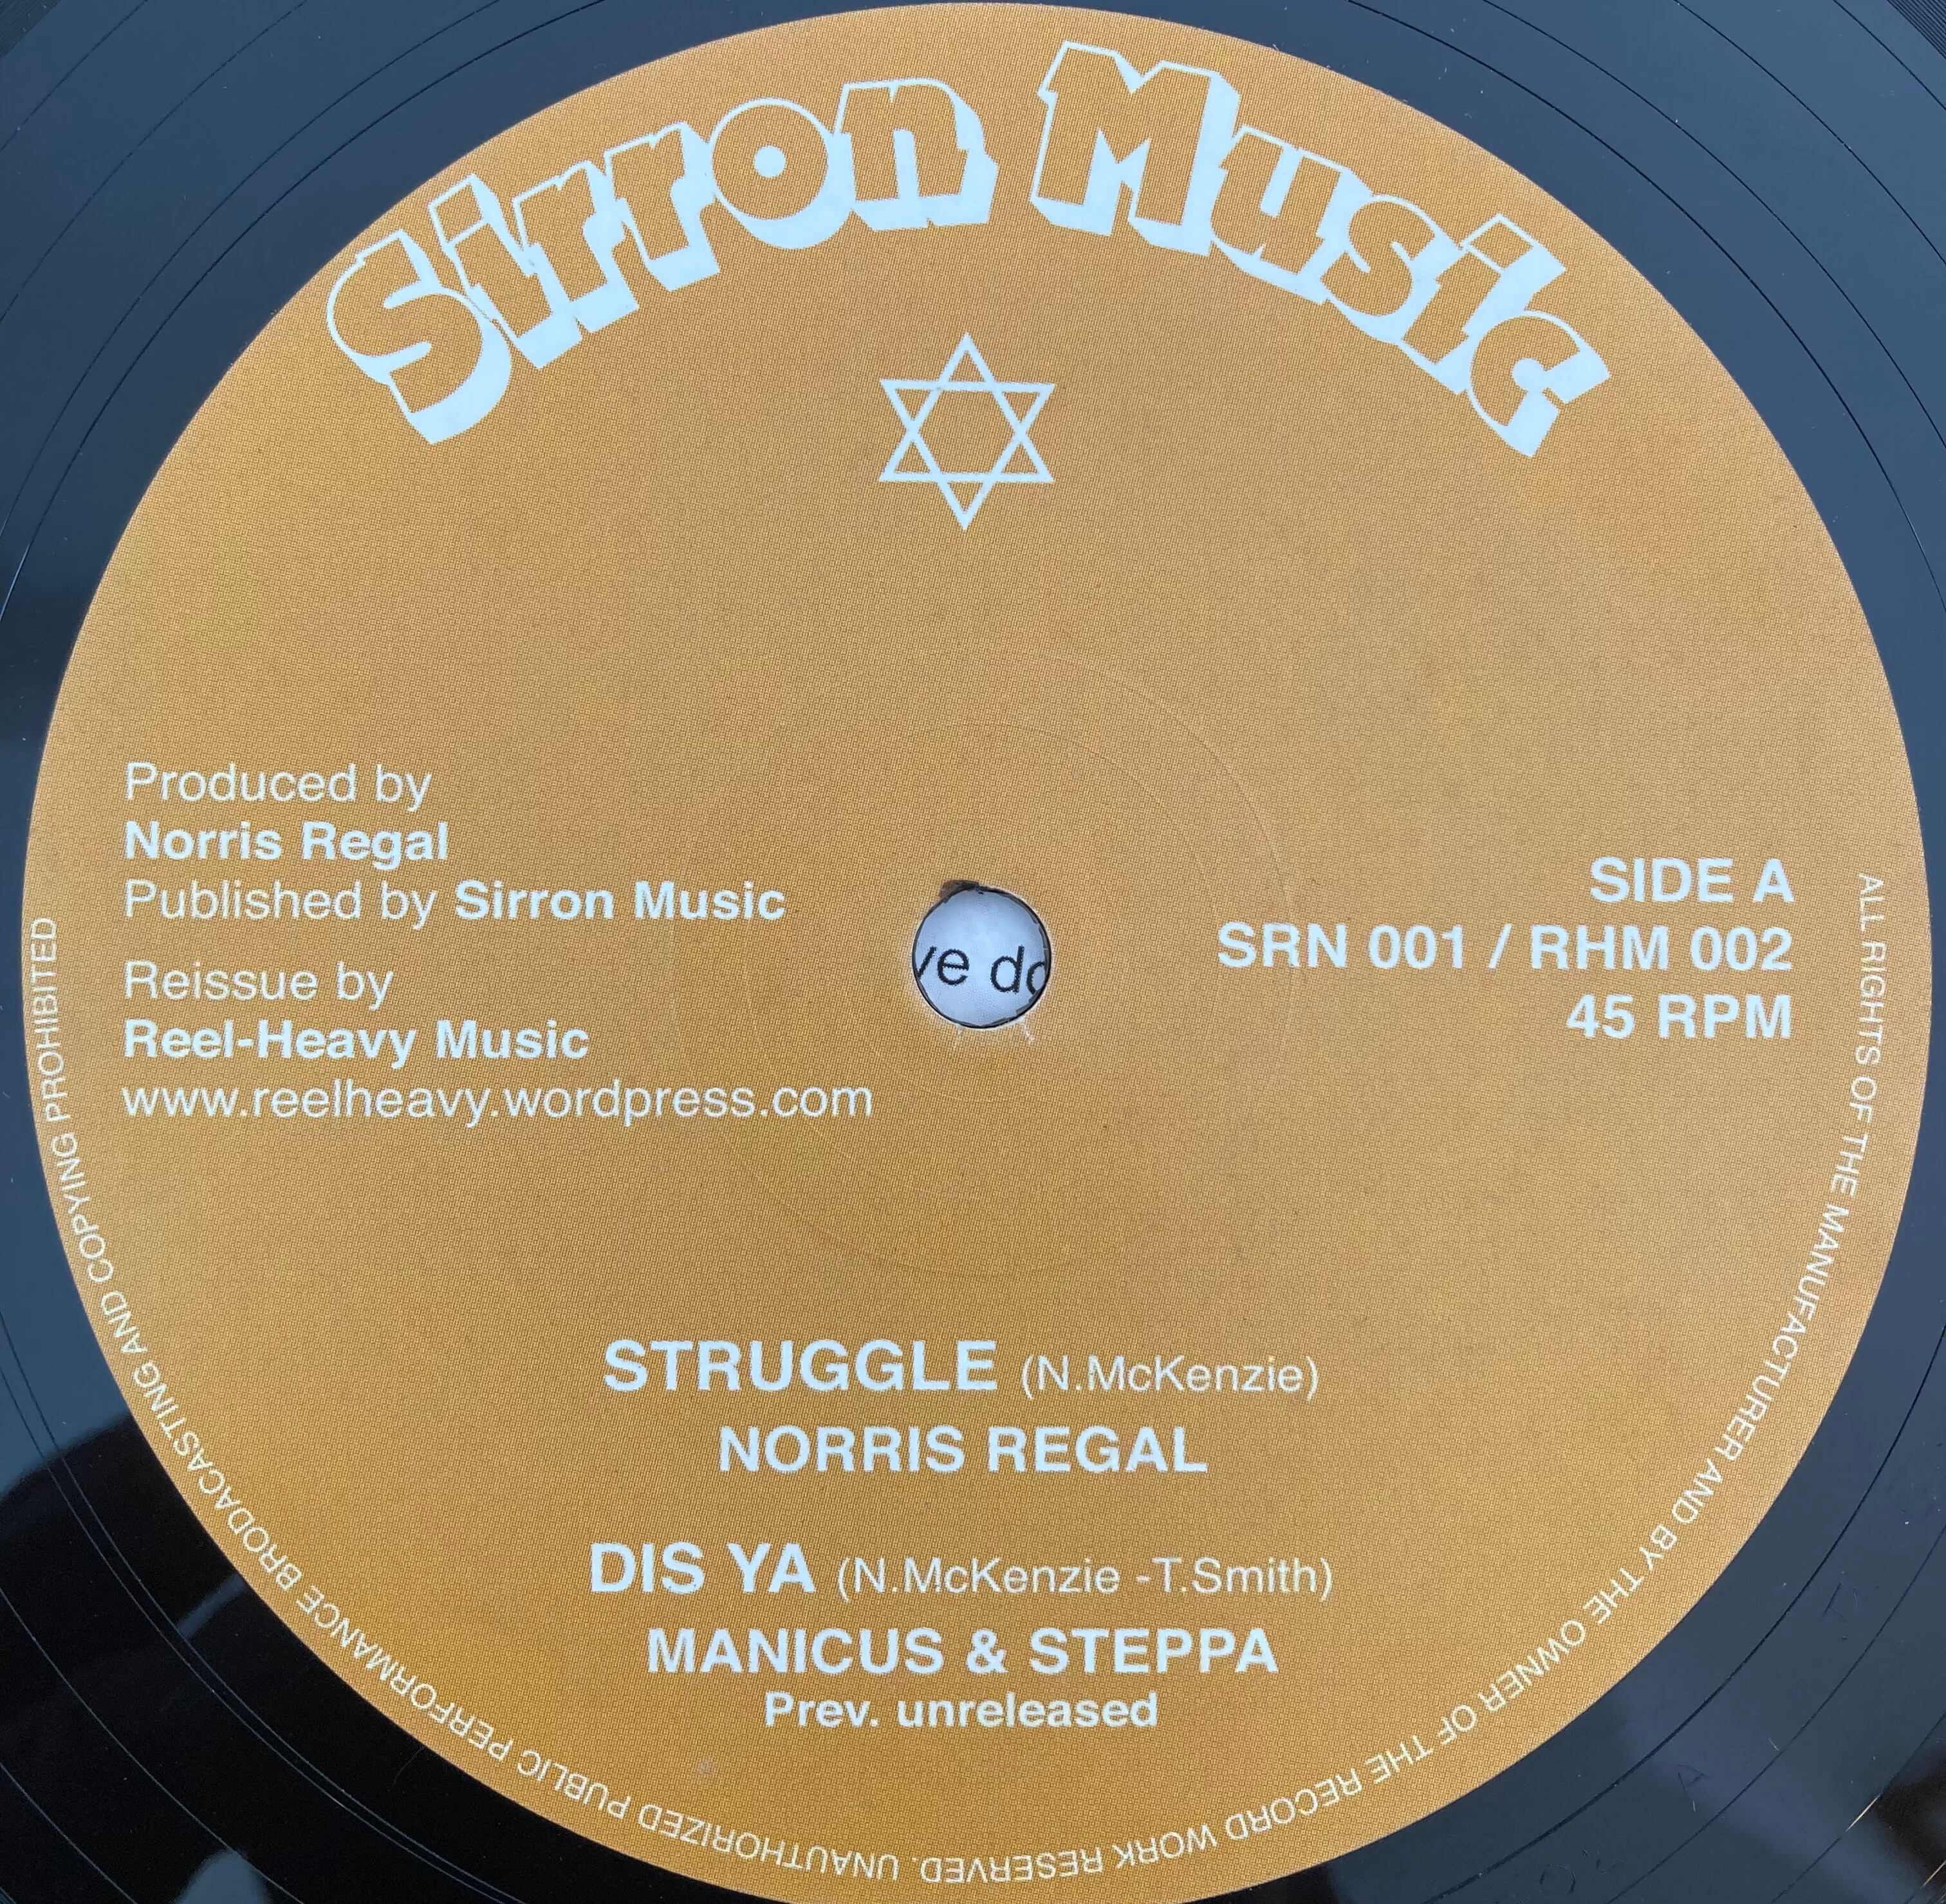 Sirron Music
Produced by
Norris Regal
Published by Sirron Music
Reissue by
Reel-Heavy Music
www.reelheavy.wordpress.com
SIDE A
SRN 001 / RHM 002
45 RPM
STRUGGLE (N.McKenzie)
NORRIS REGAL
DIS YA (N.McKenzie -T.Smith)
MANICUS & STEPPA
Prev. unreleased
ALL RIGHTS OF THE MANUFACTURER AND BY THE OWNER OF THE RECORD WORK RESERVED. UNAUTHORIZED PUBLIC PERFORMANCE BRODACASTING AND COPYING PROHIBITED